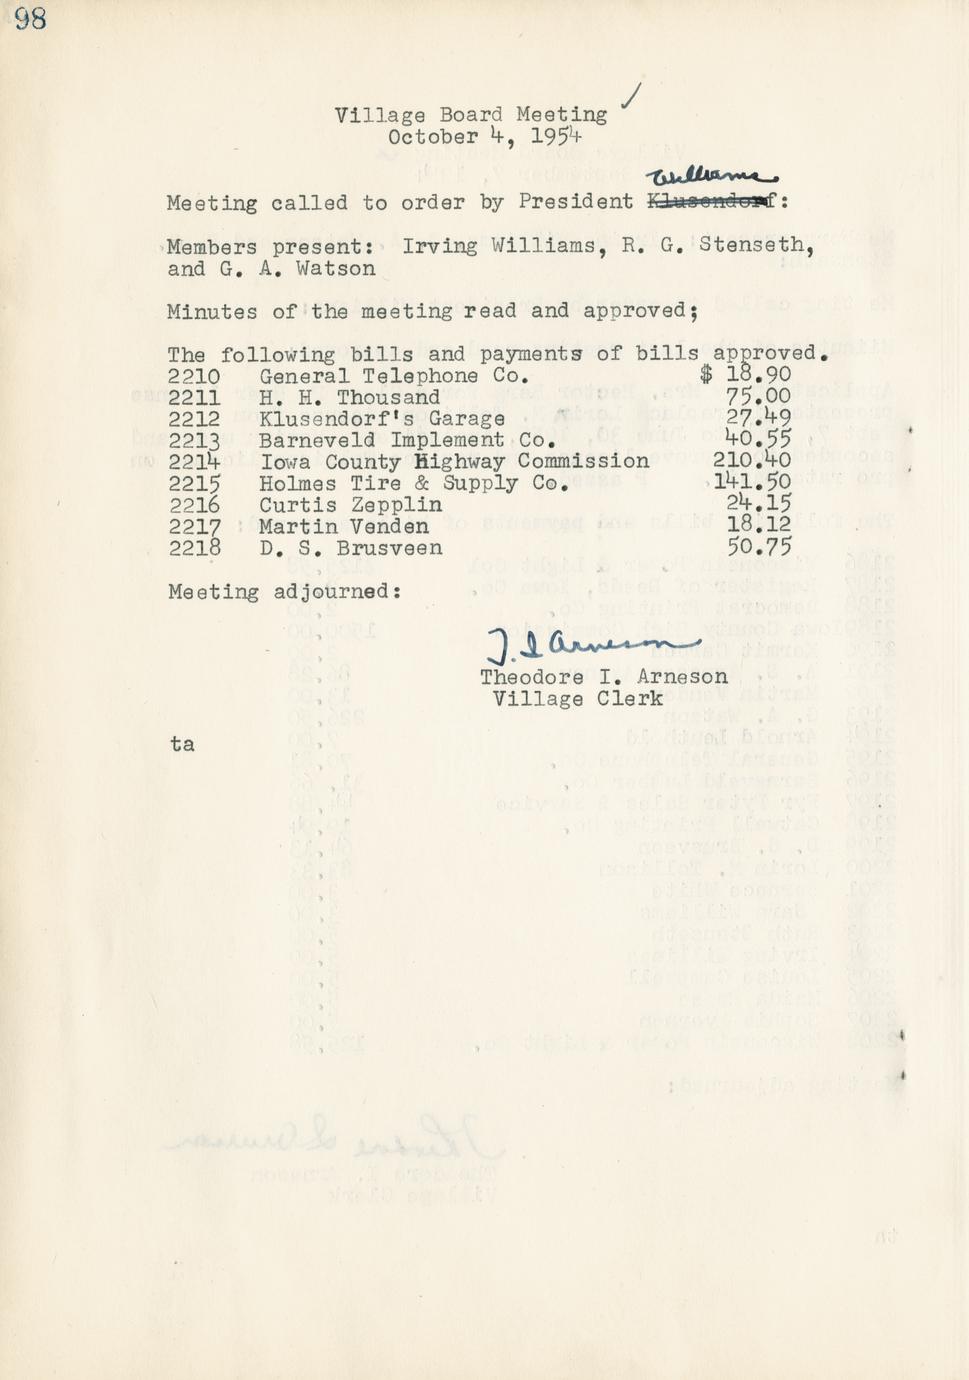 98
Village Board Meeting
October 4, 1954
Williams
Meeting called to order by President Klusendorf:
Members present: Irving Williams, R. G. Stenseth,
and G. A. Watson
Minutes of the meeting read and approved;
The following bills and payments of bills approved.
2210 General Telephone Co. $ 18.90
2211 H. H. Thousand 75.00
2212 Klusendorf's Garage 27.49
2213 Barneveld Implement Co. 40.55
2214 Iowa County Highway Commission 210.40
2215 Holmes Tire & Supply Co. 141.50
2216 Curtis Zepplin 24.15
2217 Martin Venden 18.12
2218 D. S. Brusveen 50.75
Meeting adjourned:
T. I Arneson
Theodore I. Arneson
Village Clerk
ta